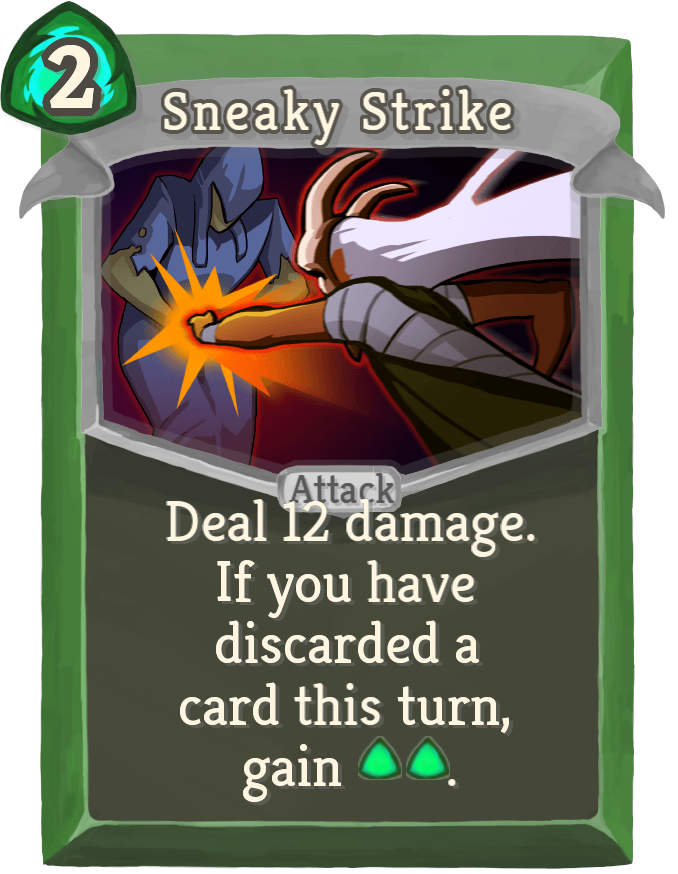 2
Sneaky Strike
Attack
Deal 12 damage.
If you have
discarded a
card this turn,
gain .